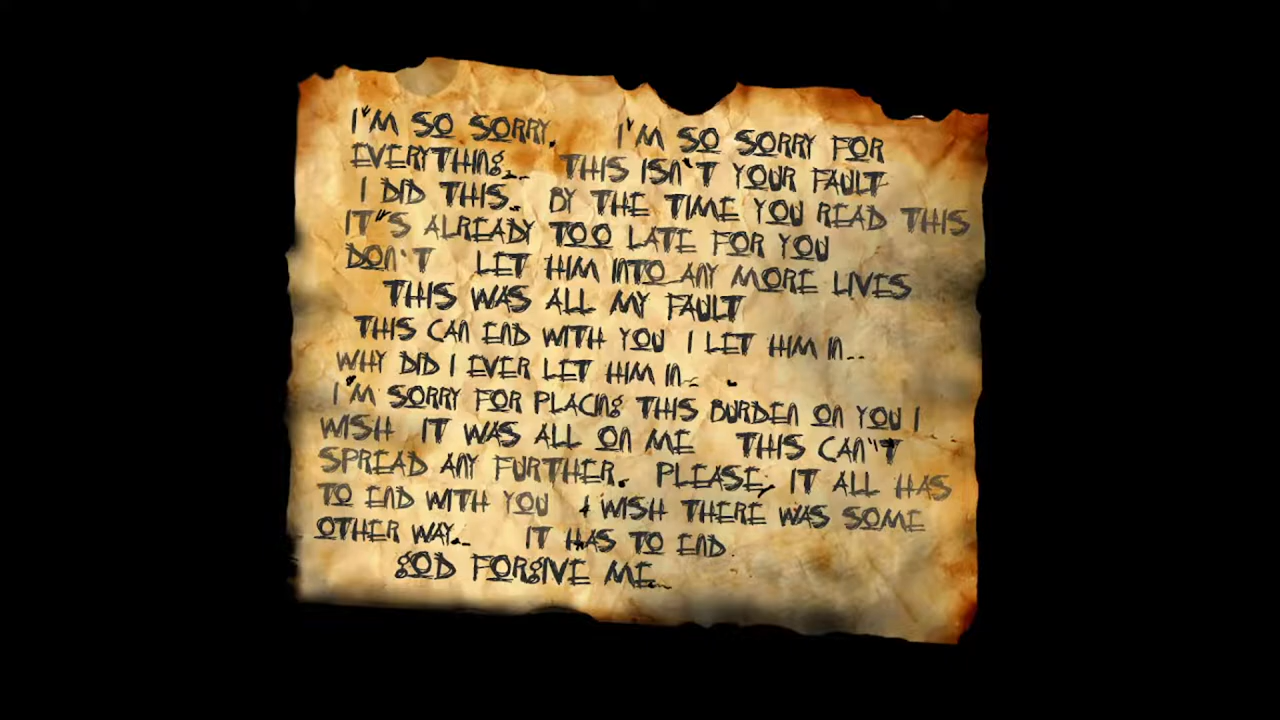 I'M SO SORRY. I'M SO SORRY FOR
EVERYTHING... THIS ISN'T YOUR FAULT
I DID THIS.. BY THE TIME YOU READ THIS
IT"S ALREADY TOO LATE FOR YOU
DON'T LET HIM INTO ANY MORE LIVES
THIS WAS ALL MY FAULT
THIS CAN END WITH YOU I LET HIM IN...
WHY DID I EVER LET HIM IN...
I"M SORRY FOR PLACING THIS BURDEN ON YOU I
WISH IT WAS ALL ON ME THIS CAN"T
SPREAD ANY FURTHER. PLEASE, IT ALL HAS
TO END WITH YOU I WISH THERE WAS SOME
OTHER WAY... IT HAS TO END.
GOD FORGIVE ME...